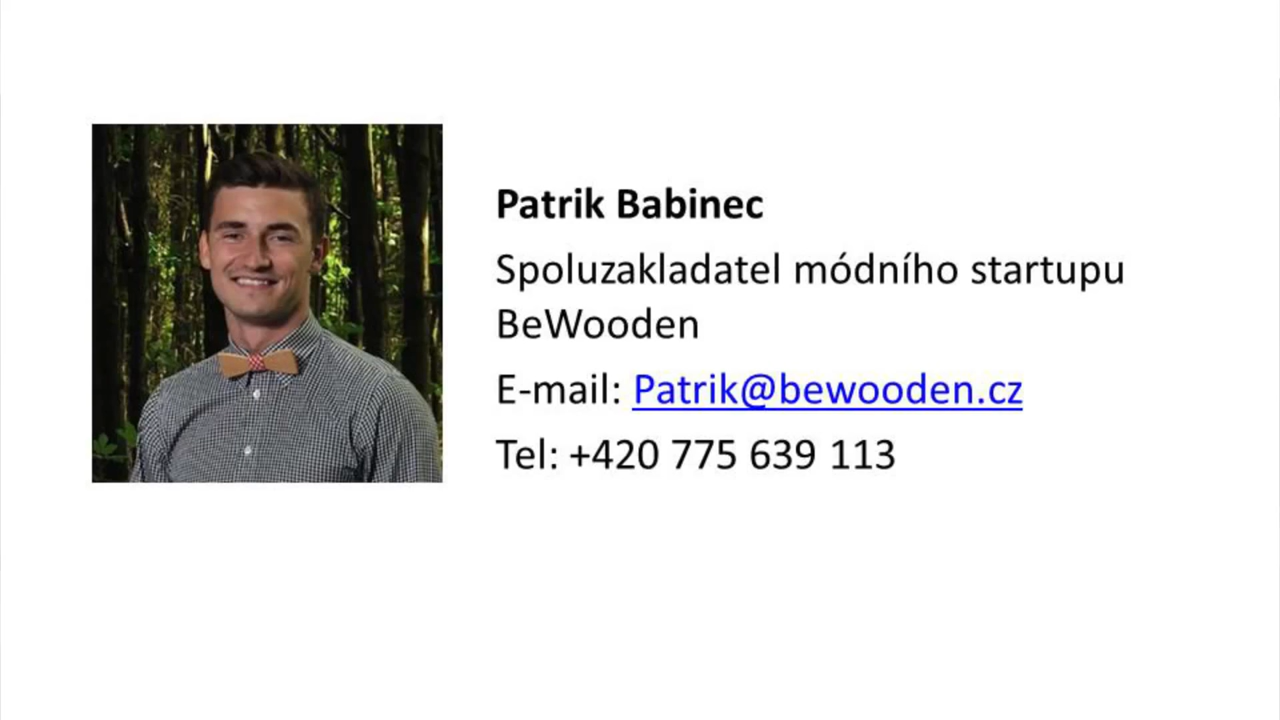 Patrik Babinec
Spoluzakladatel módního startupu
BeWooden
E-mail: Patrik@bewooden.cz
Tel: +420 775 639 113